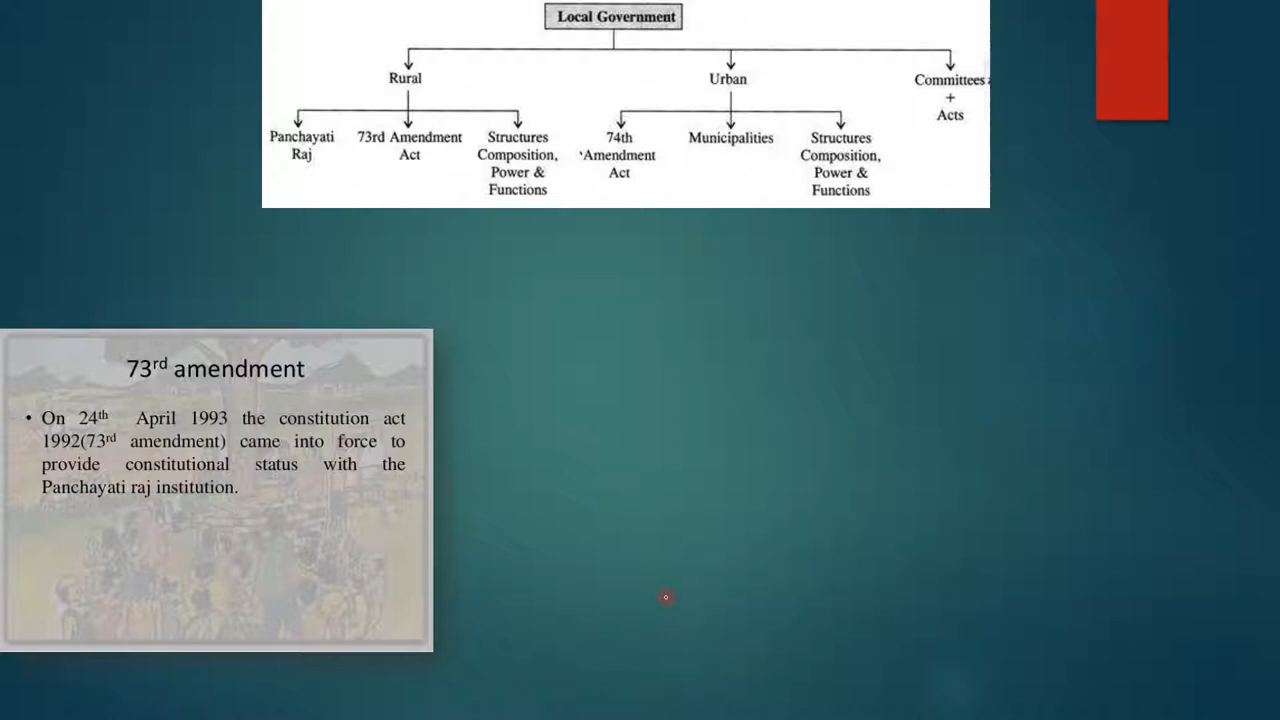 Local Government
Rural
Urban
Committees
+
Acts
Panchayati
Raj
73rd Amendment
Act
Structures
Composition,
Power &
Functions
74th
'Amendment
Act
Municipalities
Structures
Composition,
Power &
Functions
73rd amendment
• On 24th April 1993 the constitution act
1992(73rd amendment) came into force to
provide constitutional status with the
Panchayati raj institution.